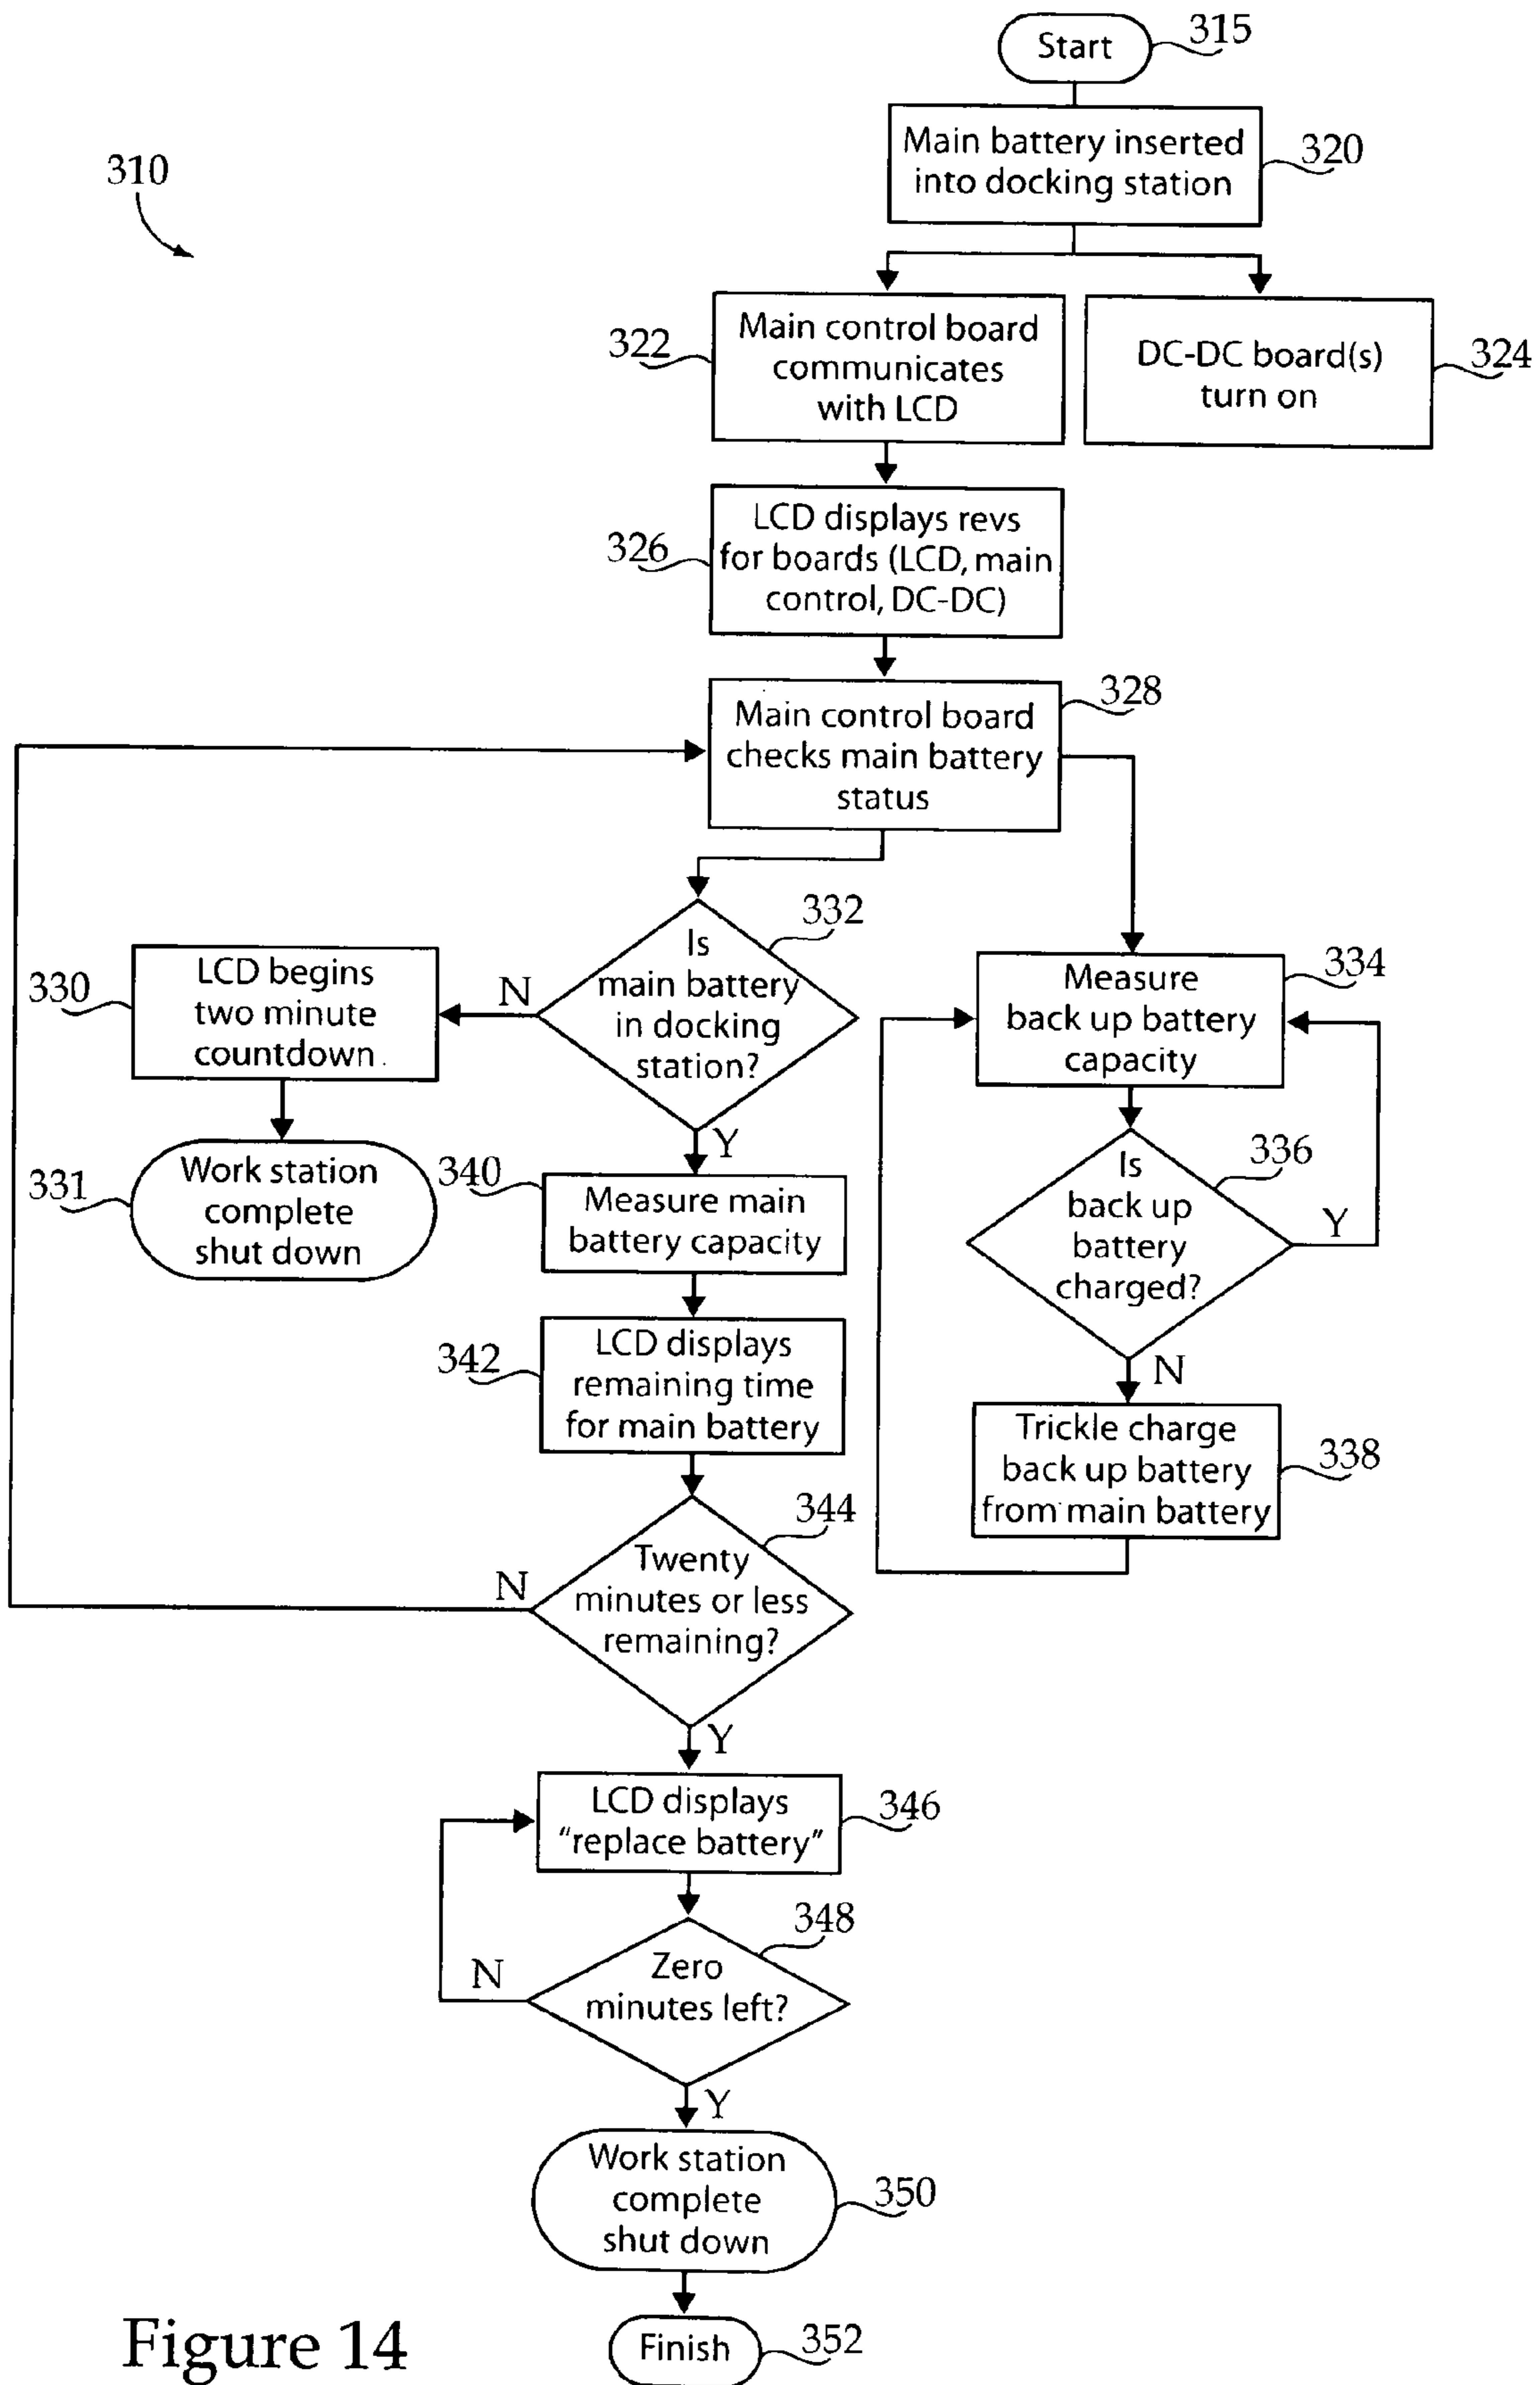 Start
315
310
Main battery inserted
into docking station
320
322
Main control board
communicates
with LCD
DC-DC board(s)
turn on
324
326
LCD displays revs
for boards (LCD, main
control, DC-DC)
328
Main control board
checks main battery
status
332
Is
main battery
in docking
station?
N
Y
330
LCD begins
two minute
countdown
331
Work station
complete
shut down
334
Measure
back up battery
capacity
336
Is
back up
battery
charged?
Y
N
338
Trickle charge
back up battery
from main battery
340
Measure main
battery capacity
342
LCD displays
remaining time
for main battery
344
Twenty
minutes or less
remaining?
N
Y
LCD displays
“replace battery”
346
348
Zero
minutes left?
N
Y
Work station
complete
shut down
350
Finish
352
Figure 14